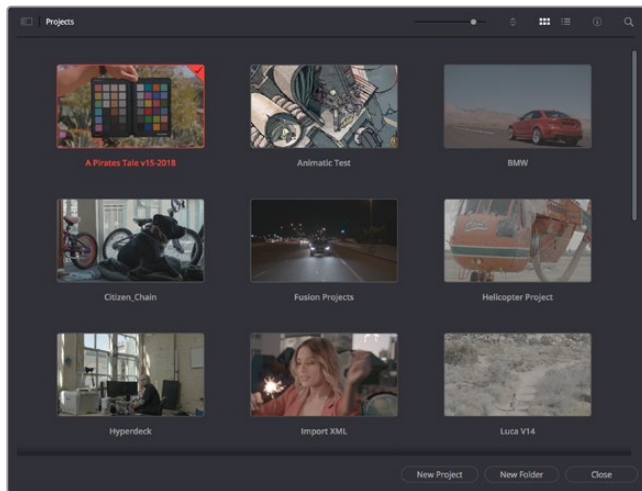 Projects
A Pirates Tale v15-2018
Animatic Test
BMW
Citizen_Chain
Fusion Projects
Helicopter Project
Hyperdeck
Import XML
Luca V14
New Project
New Folder
Close